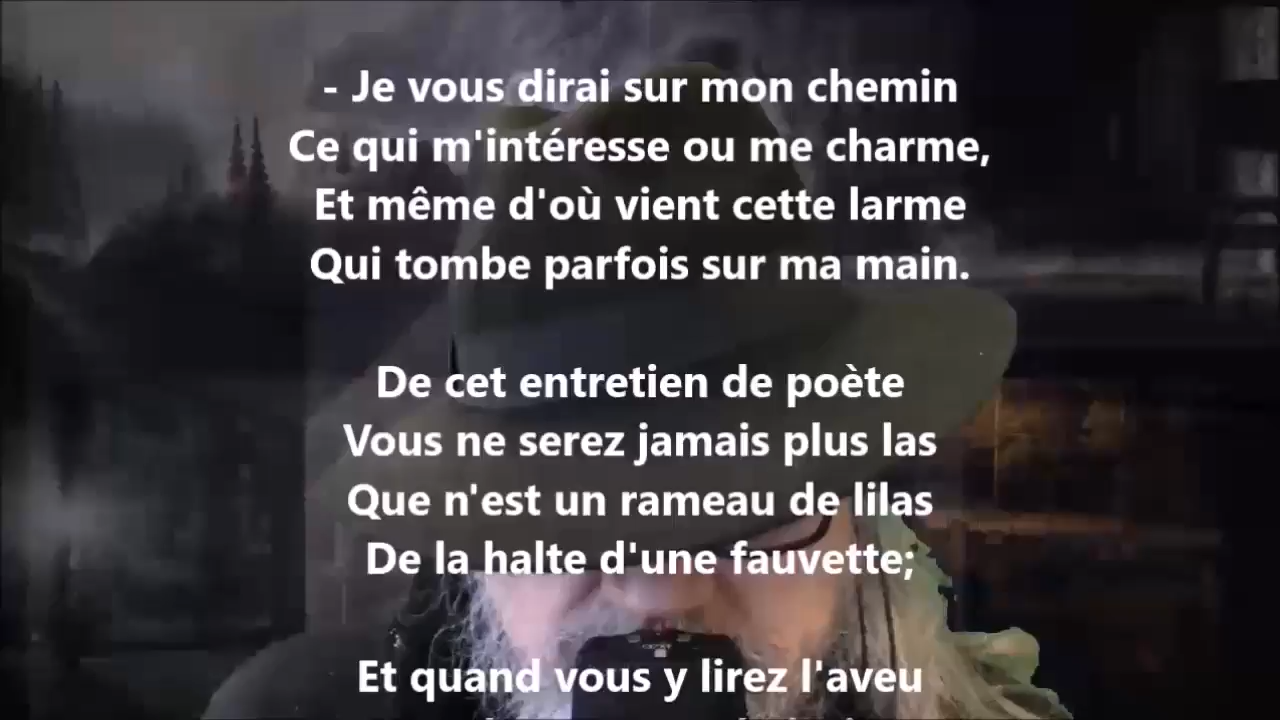 - Je vous dirai sur mon chemin
Ce qui m'intéresse ou me charme,
Et même d'où vient cette larme
Qui tombe parfois sur ma main.
De cet entretien de poète
Vous ne serez jamais plus las
Que n'est un rameau de lilas
De la halte d'une fauvette;
Et quand vous y lirez l'aveu